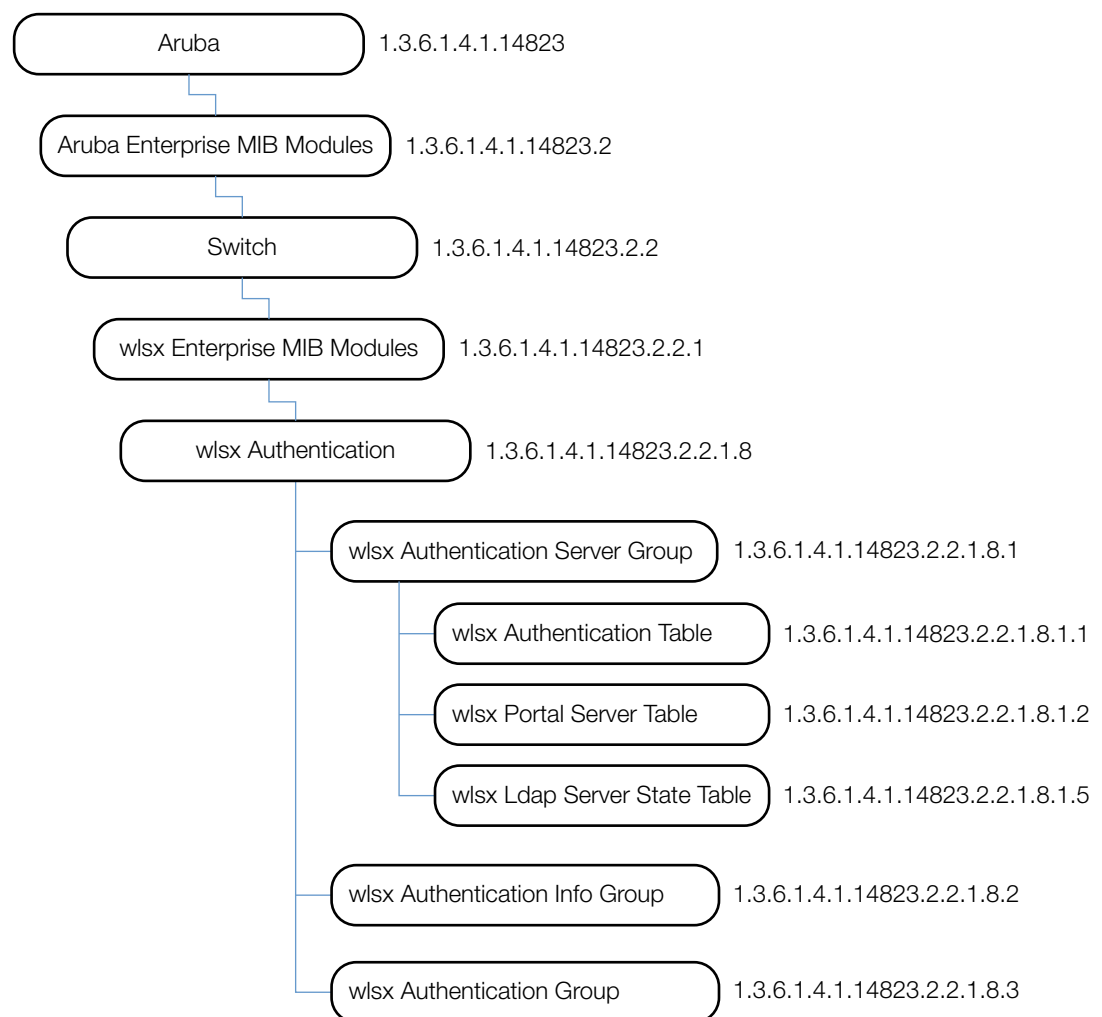 Aruba 1.3.6.1.4.1.14823
Aruba Enterprise MIB Modules 1.3.6.1.4.1.14823.2
Switch 1.3.6.1.4.1.14823.2.2
wlsx Enterprise MIB Modules 1.3.6.1.4.1.14823.2.2.1
wlsx Authentication 1.3.6.1.4.1.14823.2.2.1.8
wlsx Authentication Server Group 1.3.6.1.4.1.14823.2.2.1.8.1
wlsx Authentication Table 1.3.6.1.4.1.14823.2.2.1.8.1.1
wlsx Portal Server Table 1.3.6.1.4.1.14823.2.2.1.8.1.2
wlsx Ldap Server State Table 1.3.6.1.4.1.14823.2.2.1.8.1.5
wlsx Authentication Info Group 1.3.6.1.4.1.14823.2.2.1.8.2
wlsx Authentication Group 1.3.6.1.4.1.14823.2.2.1.8.3